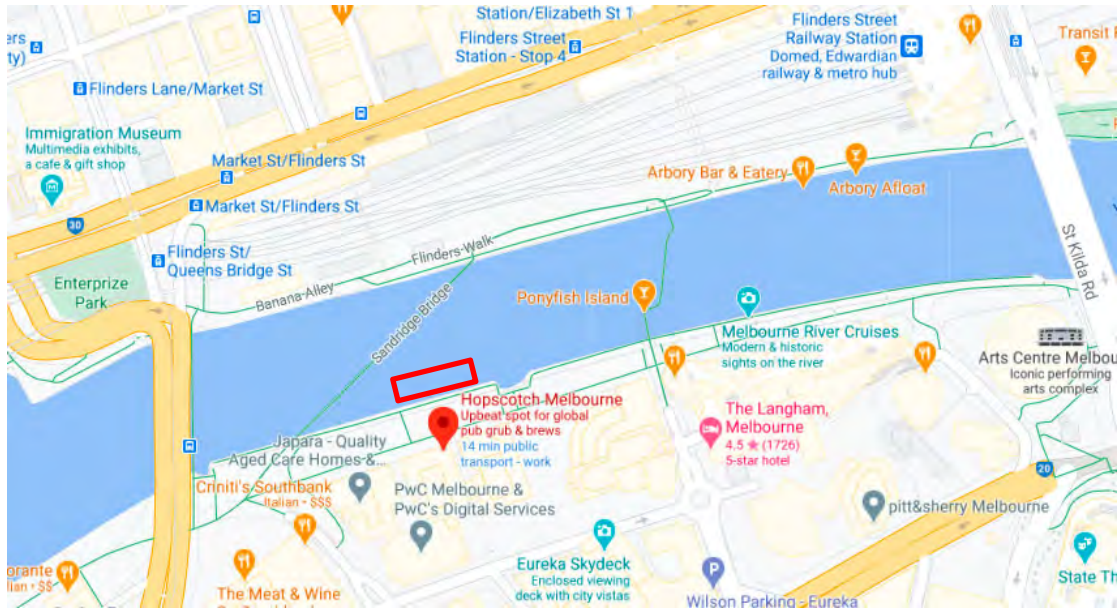 Station/Elizabeth St 1
Flinders Street
Station - Stop 4
Flinders Street
Railway Station
Domed, Edwardian
railway & metro hub
Transit
ers
ty)
Flinders Lane/Market St
Immigration Museum
Multimedia exhibits,
a cafe & gift shop
Market St/Flinders St
Market St/Flinders St
30
Arbory Bar & Eatery
Arbory Afloat
Flinders St/
Queens Bridge St
Flinders-Walk
Banana-Alley
Enterprize
Park
Sandridge Bridge
Ponyfish Island
St Kilda Rd
Melbourne River Cruises
Modern & historic
sights on the river
Arts Centre Melbou
Iconic performing
arts complex
Hopscotch Melbourne
Upbeat spot for global
pub grub & brews
14 min public
transport - work
The Langham,
Melbourne
4.5 ★ (1726)
5-star hotel
Japara - Quality
Aged Care Homes &...
Criniti's Southbank
Italian • $$$
PwC Melbourne &
PwC's Digital Services
20
pitt&sherry Melbourne
Eureka Skydeck
Enclosed viewing
deck with city vistas
P
State Th
orante
lian • $$
The Meat & Wine
Wilson Parking - Eureka